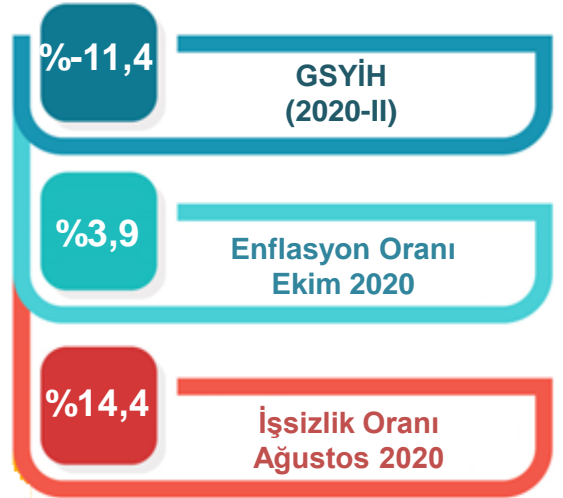 %-11,4
GSYİH
(2020-II)
%3,9
Enflasyon Oranı
Ekim 2020
%14,4
İşsizlik Oranı
Ağustos 2020